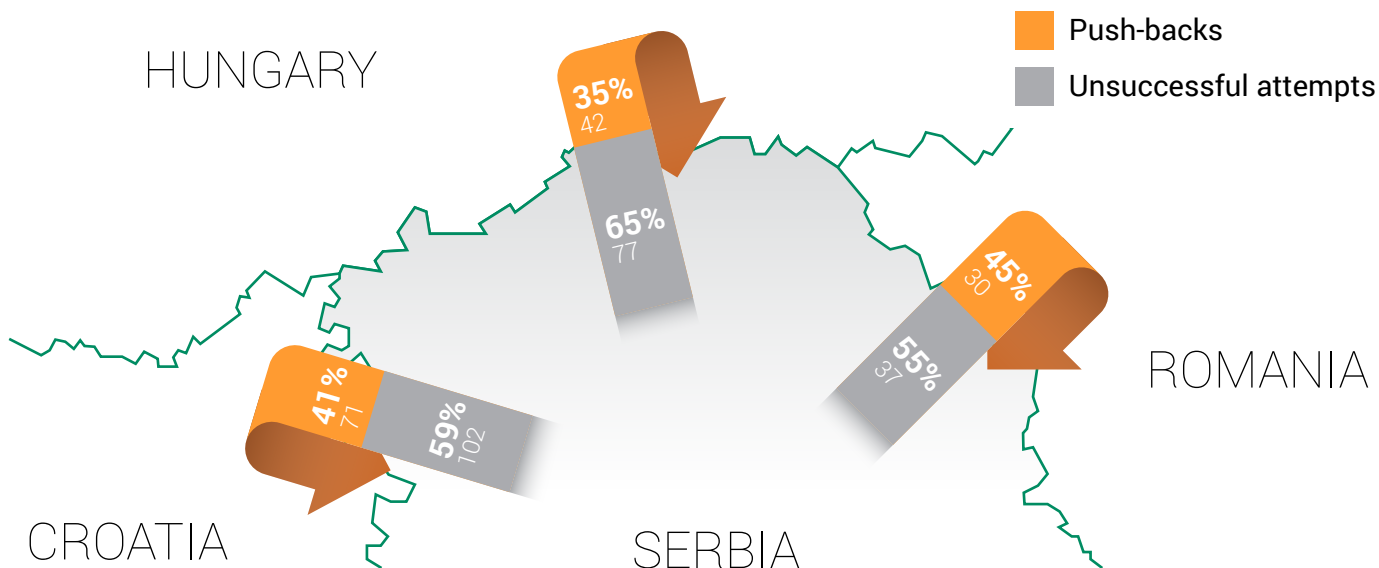 Push-backs
Unsuccessful attempts
HUNGARY
35%
42
65%
77
45%
30
55%
37
ROMANIA
41%
71
59%
102
CROATIA
SERBIA